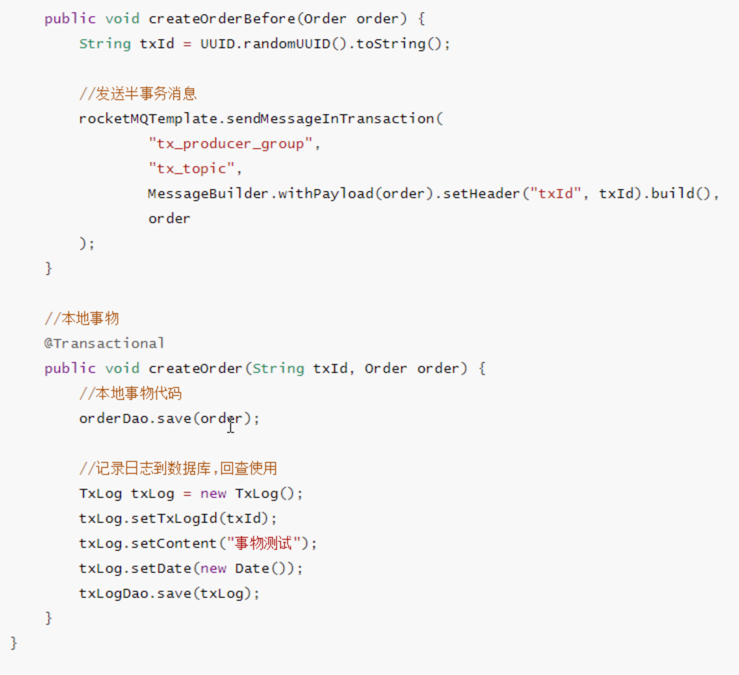 public void createOrderBefore(Order order) {
String txId = UUID.randomUUID().toString();
//发送半事务消息
rocketMQTemplate.sendMessageInTransaction(
"tx_producer_group",
"tx_topic",
MessageBuilder.withPayload(order).setHeader("txId", txId).build(),
order
);
}
//本地事物
@Transactional
public void createOrder(String txId, Order order) {
//本地事物代码
orderDao.save(order);
//记录日志到数据库,回查使用
TxLog txLog = new TxLog();
txLog.setTxLogId(txId);
txLog.setContent("事物测试");
txLog.setDate(new Date());
txLogDao.save(txLog);
}
}